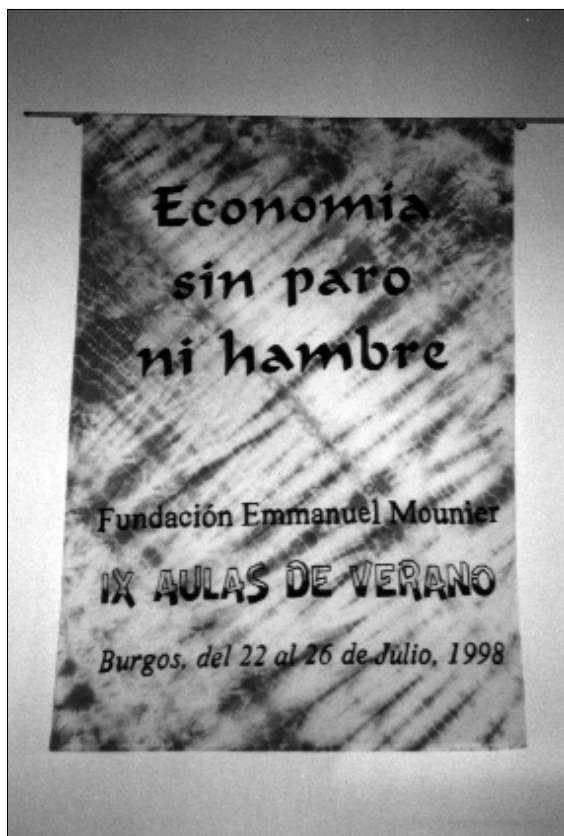 Economía
sin paro
ni hambre
Fundación Emmanuel Mounier
IX AULAS DE VERANO
Burgos, del 22 al 26 de Julio, 1998